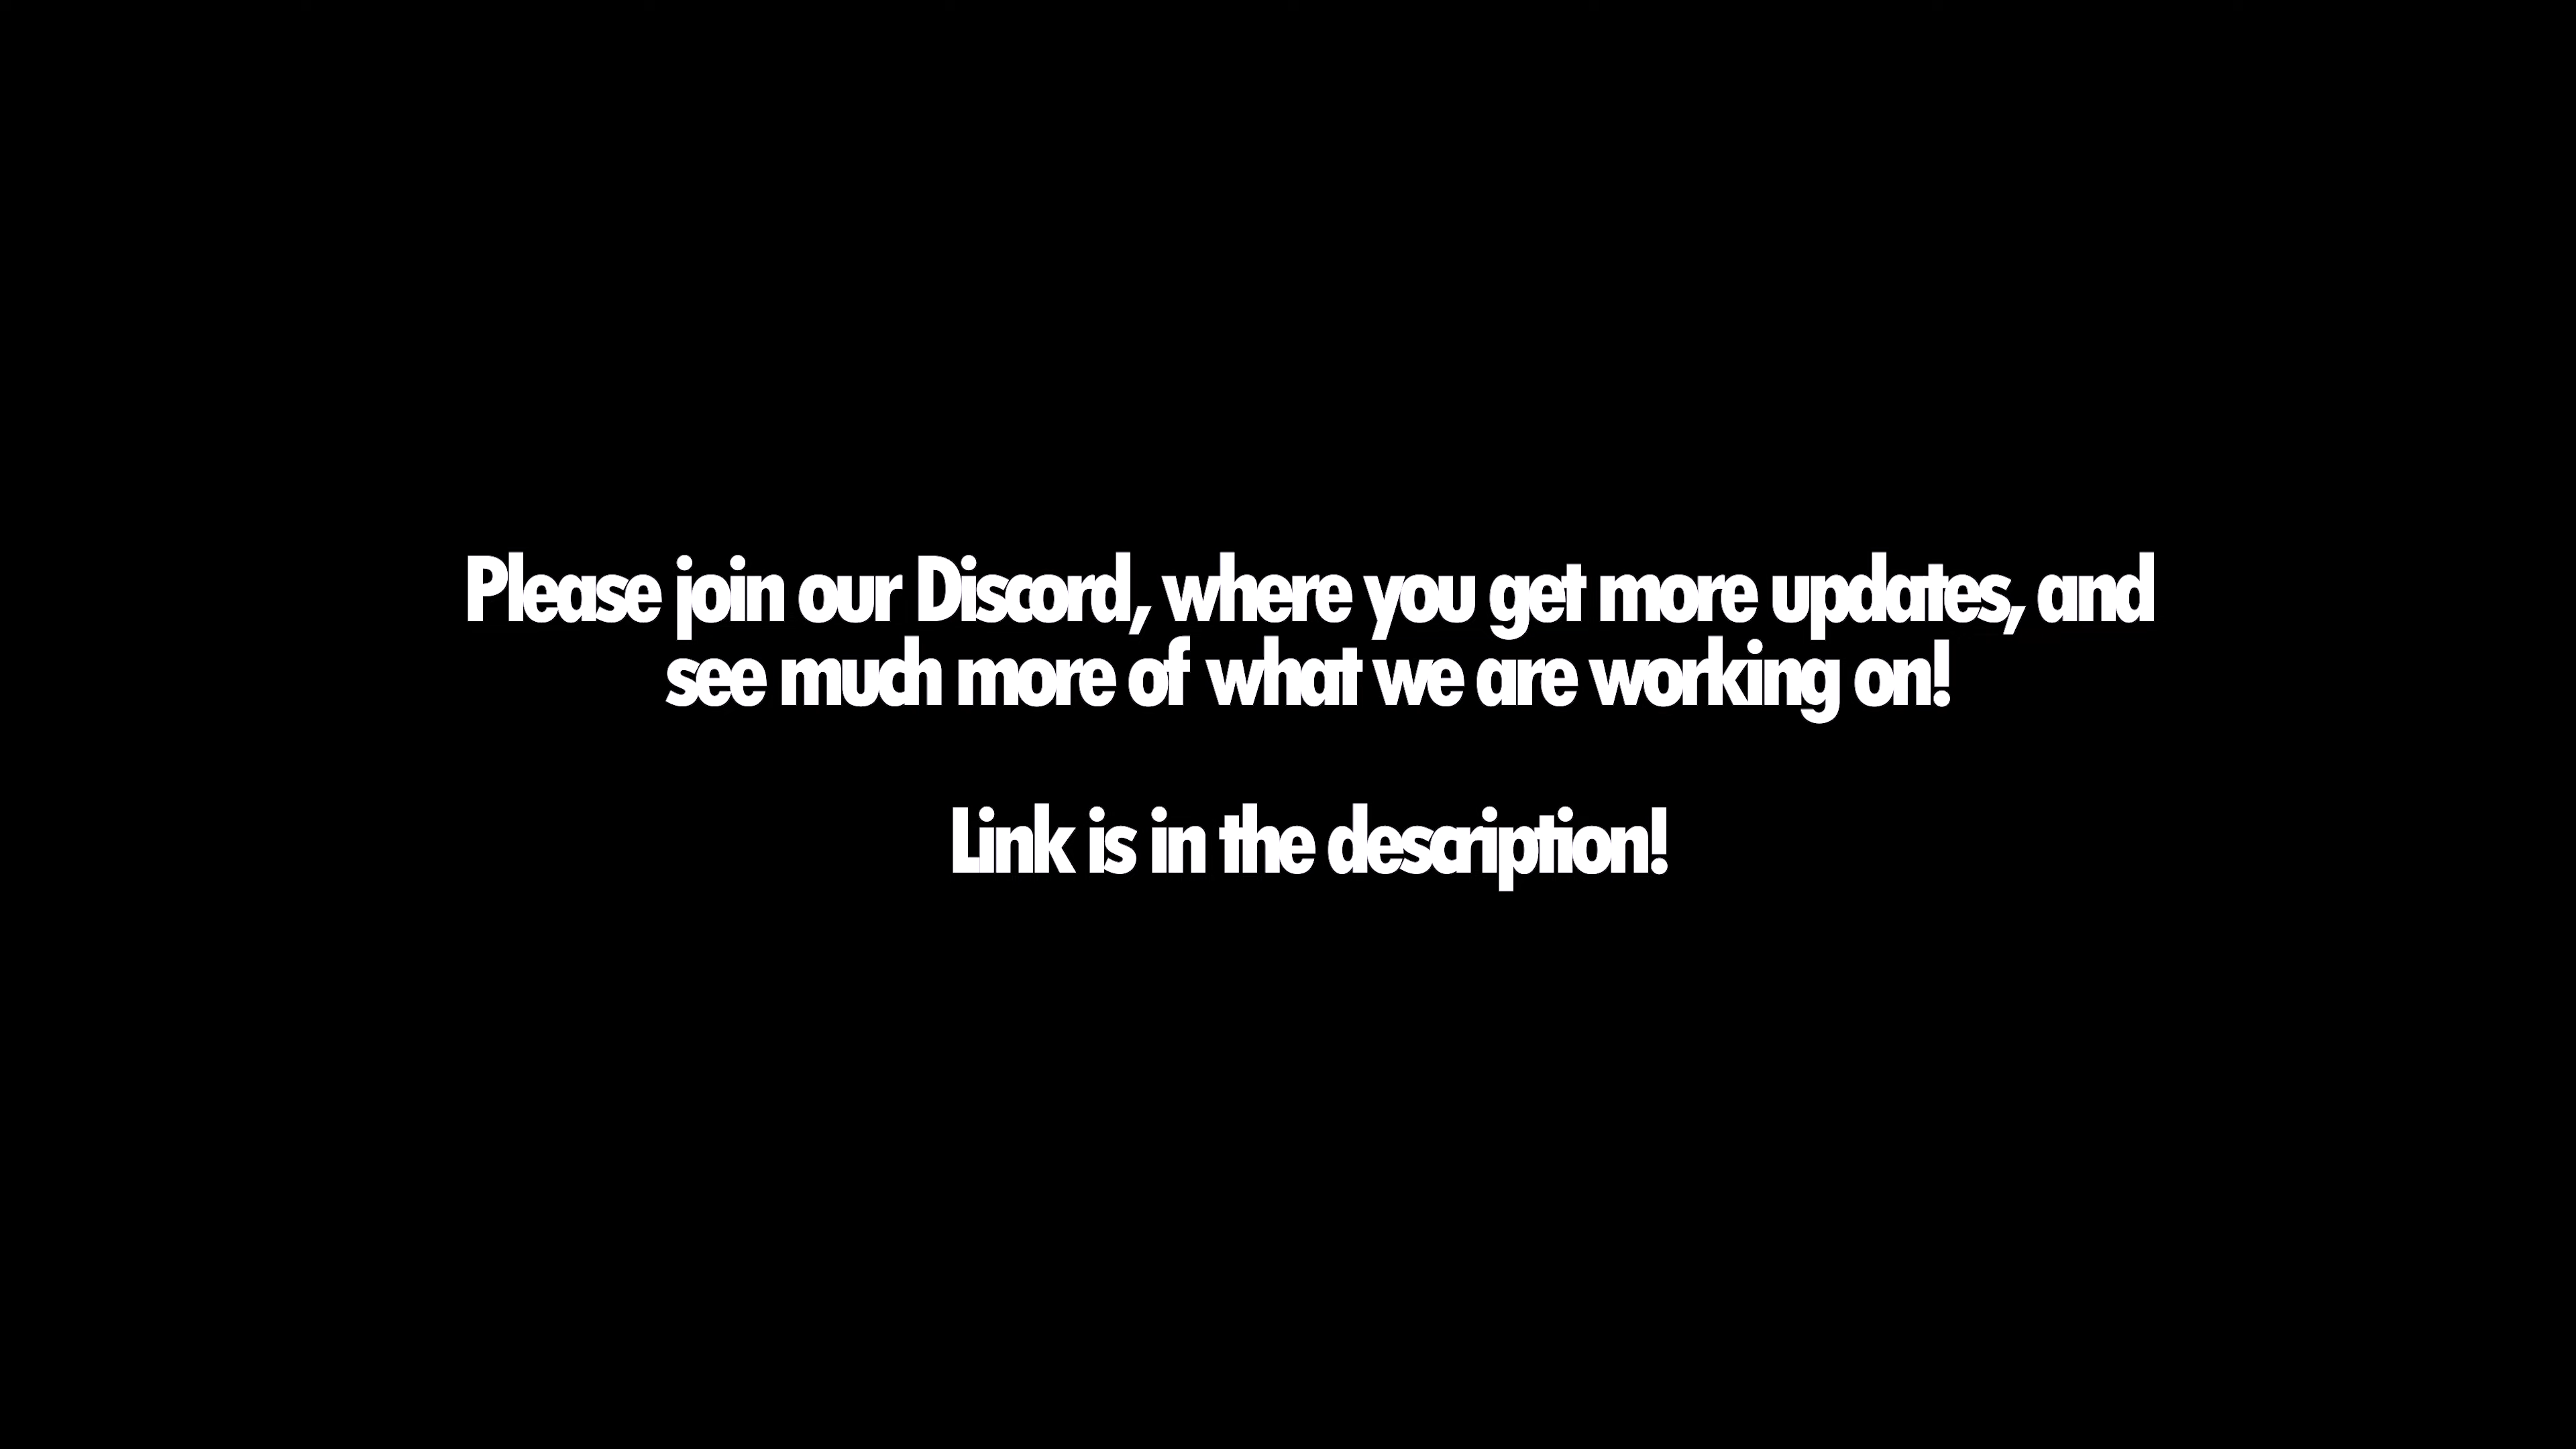 Please join our Discord, where you get more updates, and
see much more of what we are working on!
Link is in the description!